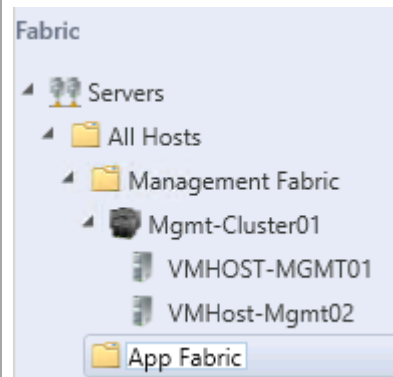 Fabric
Servers
All Hosts
Management Fabric
Mgmt-Cluster01
VMHOST-MGMT01
VMHost-Mgmt02
App Fabric